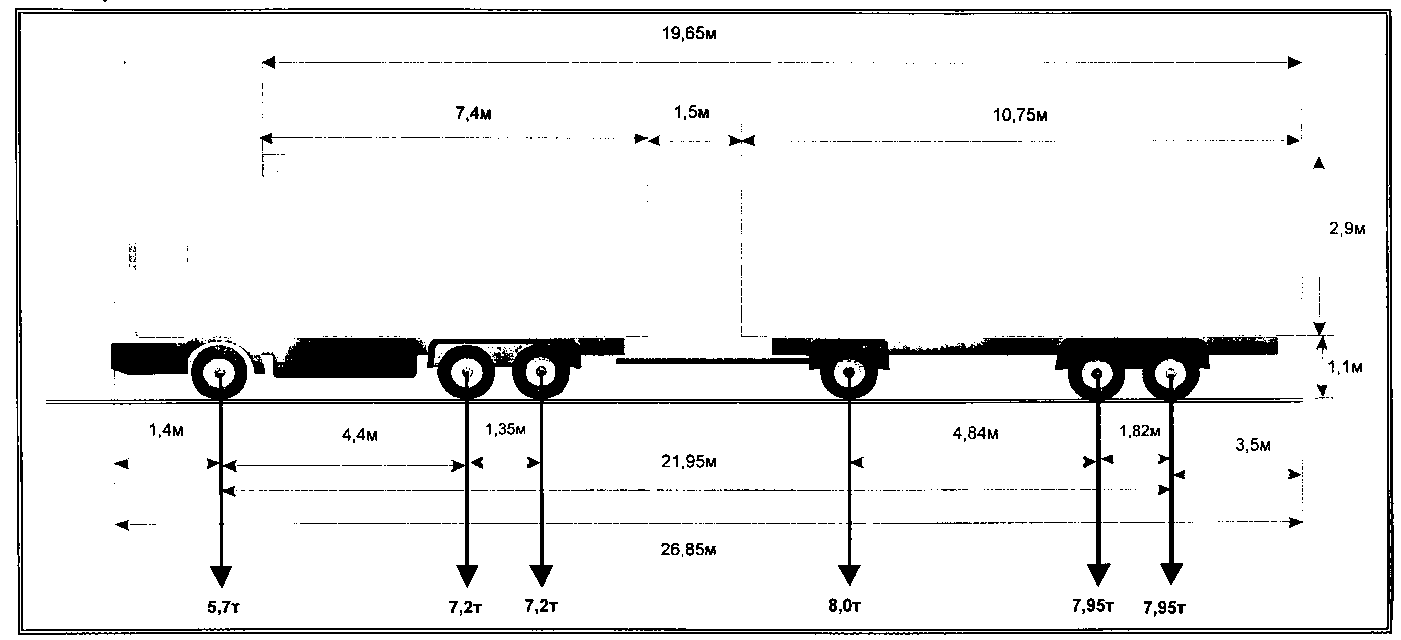 19,65м
7,4м
1,5м
10,75м
2,9м
1,1м
1,4м
4,4м
1,35м
21,95м
4,84м
1,82м
3,5м
26,85м
5,7т
7,2т
7,2т
8,0т
7,95т
7,95т